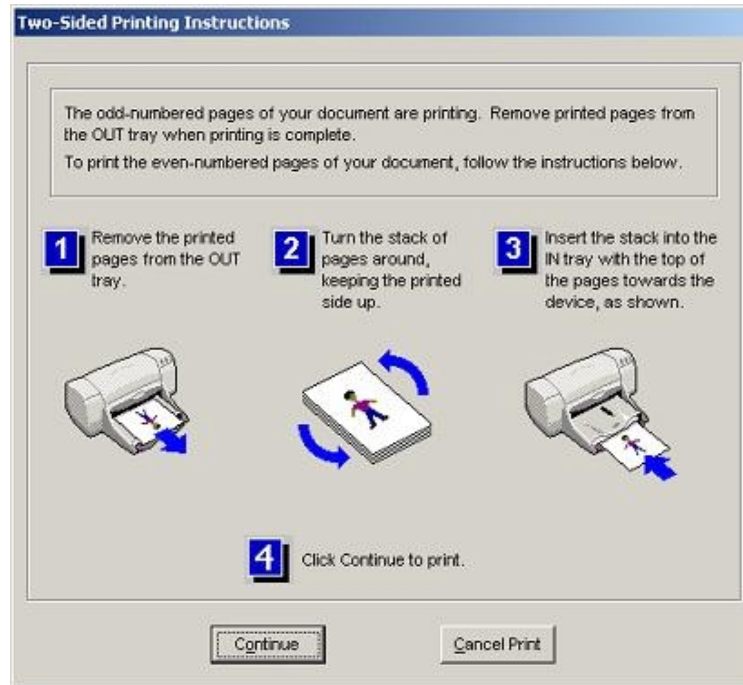 Two-Sided Printing Instructions
The odd-numbered pages of your document are printing. Remove printed pages from
the OUT tray when printing is complete.
To print the even-numbered pages of your document, follow the instructions below.
1
Remove the printed
pages from the OUT
tray.
2
Turn the stack of
pages around,
keeping the printed
side up.
3
Insert the stack into the
IN tray with the top of
the pages towards the
device, as shown.
4
Click Continue to print.
Continue
Cancel Print